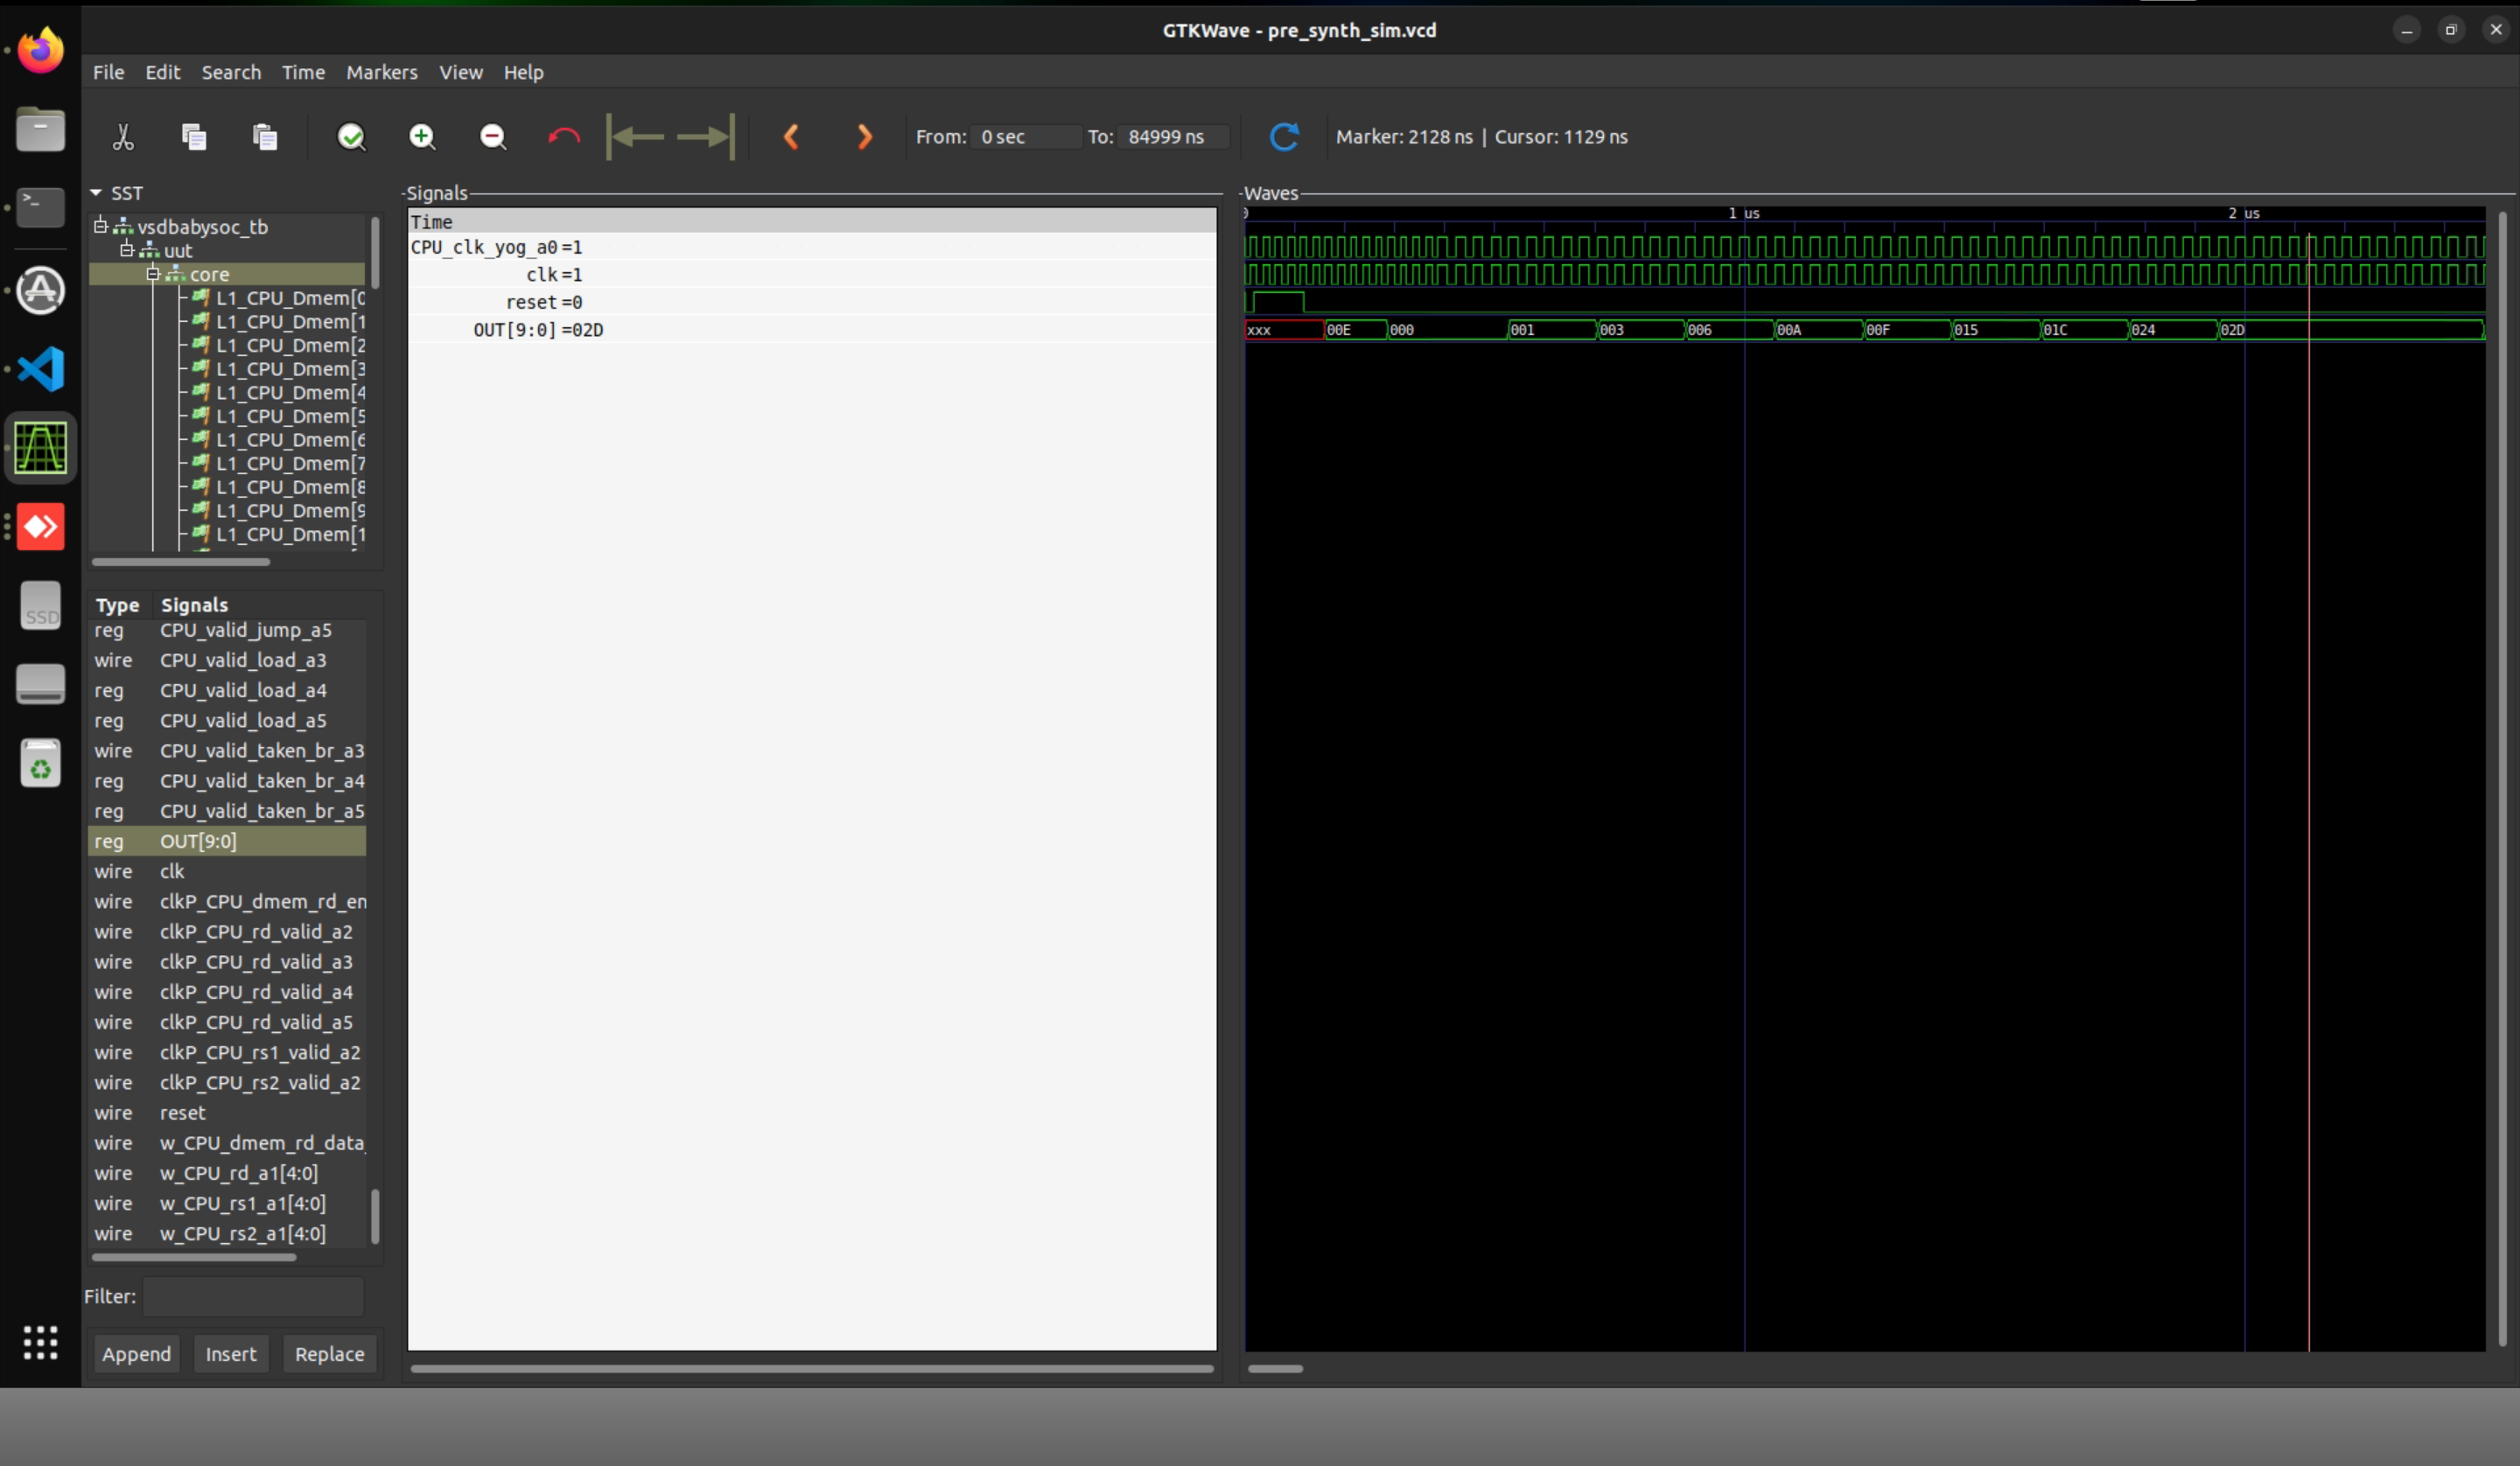 GTKWave - pre_synth_sim.vcd
File Edit Search Time Markers View Help
From: 0 sec To: 84999 ns Marker: 2128 ns | Cursor: 1129 ns
SST
vsdbabysoc_tb
uut
core
L1_CPU_Dmem[0
L1_CPU_Dmem[1
L1_CPU_Dmem[2
L1_CPU_Dmem[3
L1_CPU_Dmem[4
L1_CPU_Dmem[5
L1_CPU_Dmem[6
L1_CPU_Dmem[7
L1_CPU_Dmem[8
L1_CPU_Dmem[9
L1_CPU_Dmem[1
SSD
Type Signals
reg CPU_valid_jump_a5
wire CPU_valid_load_a3
reg CPU_valid_load_a4
reg CPU_valid_load_a5
wire CPU_valid_taken_br_a3
reg CPU_valid_taken_br_a4
reg CPU_valid_taken_br_a5
reg OUT[9:0]
wire clk
wire clkP_CPU_dmem_rd_en
wire clkP_CPU_rd_valid_a2
wire clkP_CPU_rd_valid_a3
wire clkP_CPU_rd_valid_a4
wire clkP_CPU_rd_valid_a5
wire clkP_CPU_rs1_valid_a2
wire clkP_CPU_rs2_valid_a2
wire reset
wire w_CPU_dmem_rd_data_
wire w_CPU_rd_a1[4:0]
wire w_CPU_rs1_a1[4:0]
wire w_CPU_rs2_a1[4:0]
Filter:
Append Insert Replace
Signals
Time
CPU_clk_yog_a0=1
clk=1
reset=0
OUT[9:0]=02D
Waves
0 1 us 2 us
xxx 00E 000 001 003 006 00A 00F 015 01C 024 02D